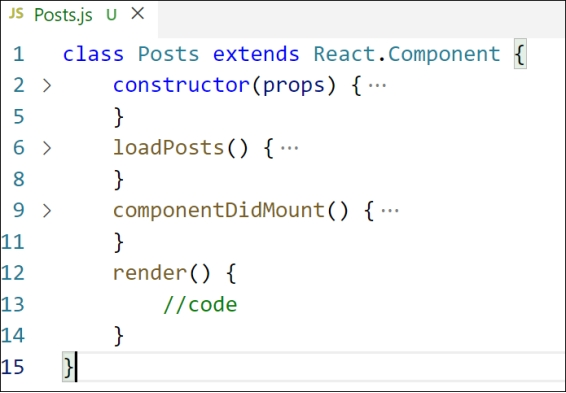 JS Posts.js U ×
1 class Posts extends React.Component {
2 > constructor(props) {···
5 }
6 > loadPosts() {···
8 }
9 > componentDidMount() {···
11 }
12 render() {
13 //code
14 }
15 }